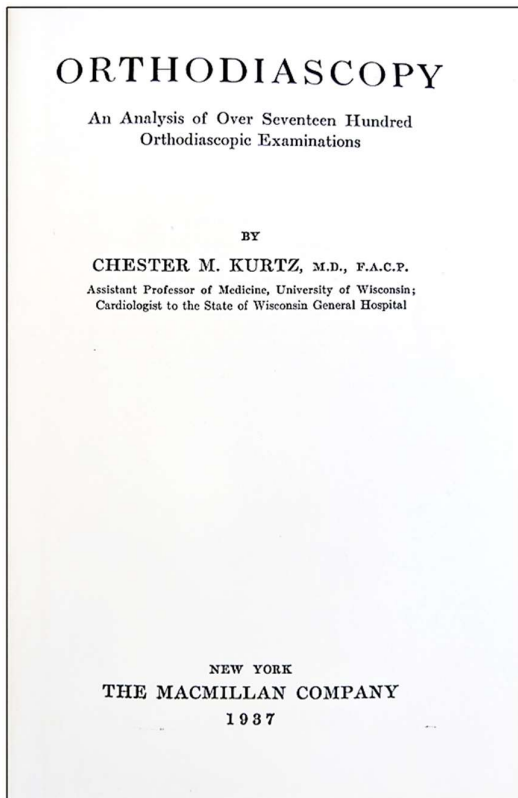 ORTHODIASCOPY
An Analysis of Over Seventeen Hundred
Orthodiascopic Examinations
BY
CHESTER M. KURTZ, M.D., F.A.C.P.
Assistant Professor of Medicine, University of Wisconsin;
Cardiologist to the State of Wisconsin General Hospital
NEW YORK
THE MACMILLAN COMPANY
1937